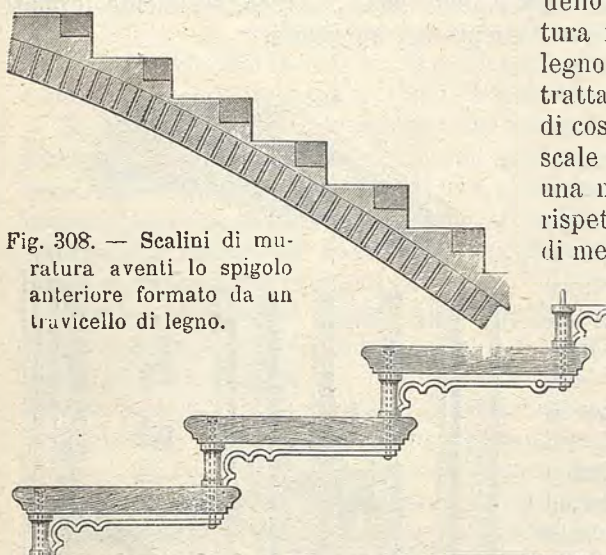 Fig. 308. — Scalini di mu-
ratura aventi lo spigolo
anteriore formato da un
travicello di legno.
dello
tura
legno
tratta
di cos
scale
una
rispet
di me